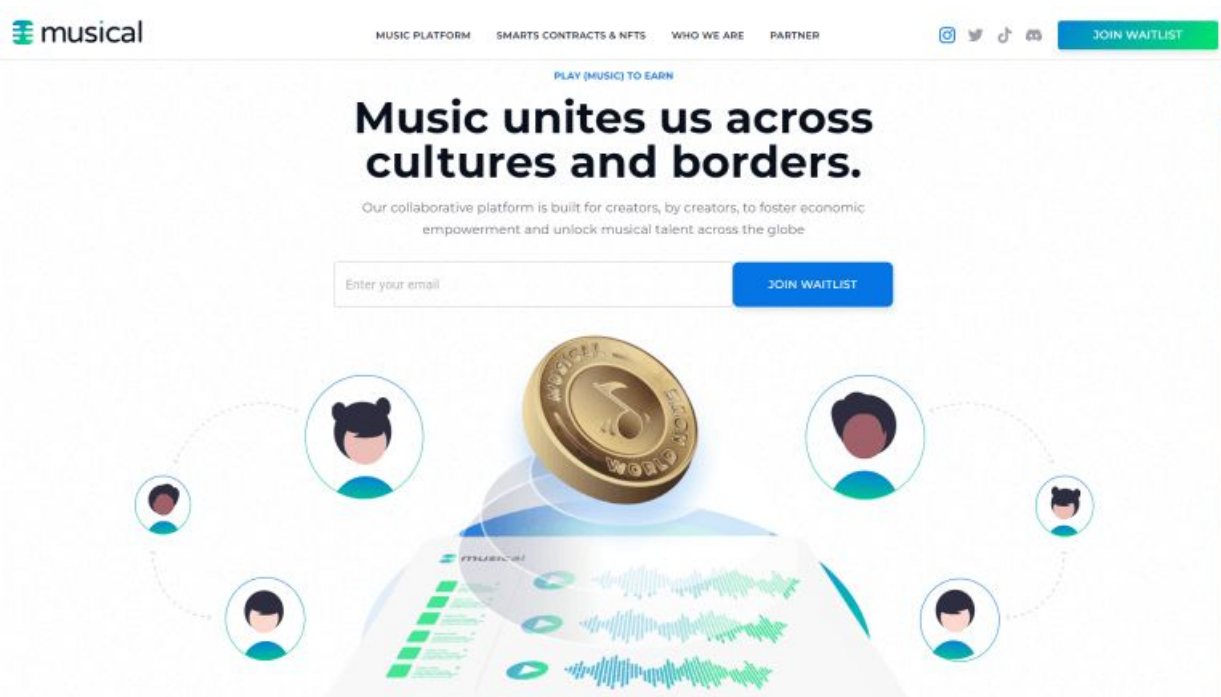 musical
MUSIC PLATFORM
SMARTS CONTRACTS & NFTS
WHO WE ARE
PARTNER
JOIN WAITLIST
PLAY (MUSIC) TO EARN
Music unites us across
cultures and borders.
Our collaborative platform is built for creators, by creators, to foster economic
empowerment and unlock musical talent across the globe
Enter your email
JOIN WAITLIST
MUSICAL
WORLD
musical